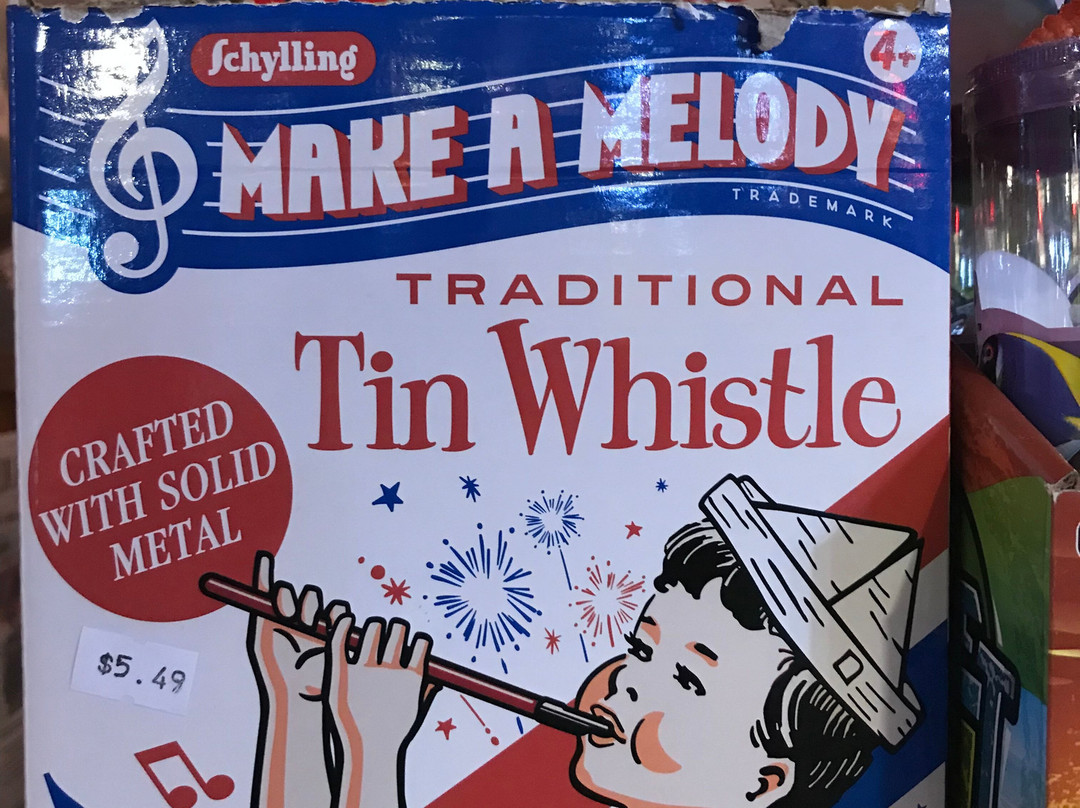 Schylling
4+
MAKE A MELODY
TRADEMARK
TRADITIONAL
Tin Whistle
CRAFTED
WITH SOLID
METAL
$5.49